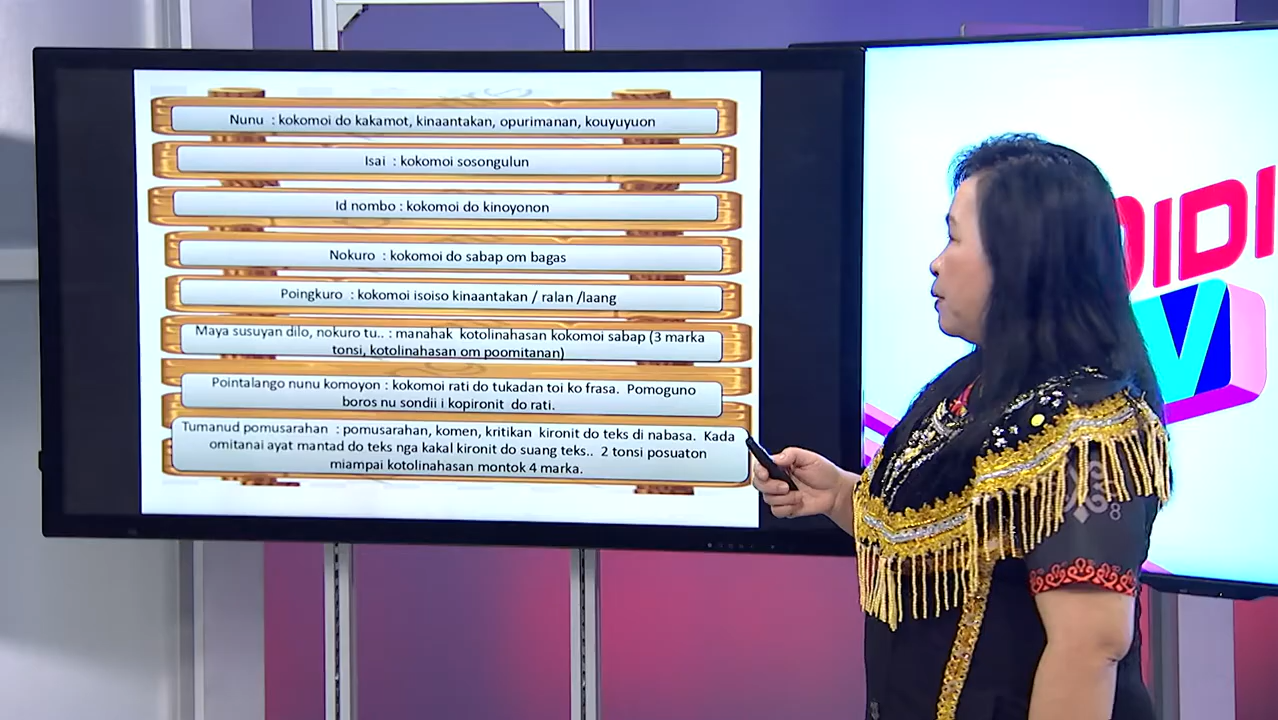 Nunu : kokomoi do kakamot, kinaantakan, opurimanan, kouyuyuon
Isai : kokomoi sosongulun
Id nombo : kokomoi do kinoyonon
Nokuro : kokomoi do sabap om bagas
Poingkuro : kokomoi isoiso kinaantakan / ralan /laang
Maya susuyan dilo, nokuro tu.. : manahak kotolinahasan kokomoi sabap (3 marka
tonsi, kotolinahasan om poomitanan)
Pointalango nunu komoyon : kokomoi rati do tukadan toi ko frasa. Pomoguno
boros nu sondii i kopironit do rati.
Tumanud pomusarahan : pomusarahan, komen, kritikan kironit do teks di nabasa. Kada
omitanai ayat mantad do teks nga kakal kironit do suang teks.. 2 tonsi posuaton
miampai kotolinahasan montok 4 marka.
DIDI
V
8